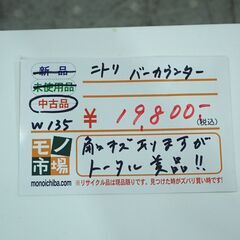 新品 ニトリ バーカウンター
未使用品
中古品 ¥19,800-(税込)
W135
モノ市場 角にキズありますが
トータル美品!!
monoichiba.com ※リサイクル品は現品限りです。見つけた時がズバリ買い時です!